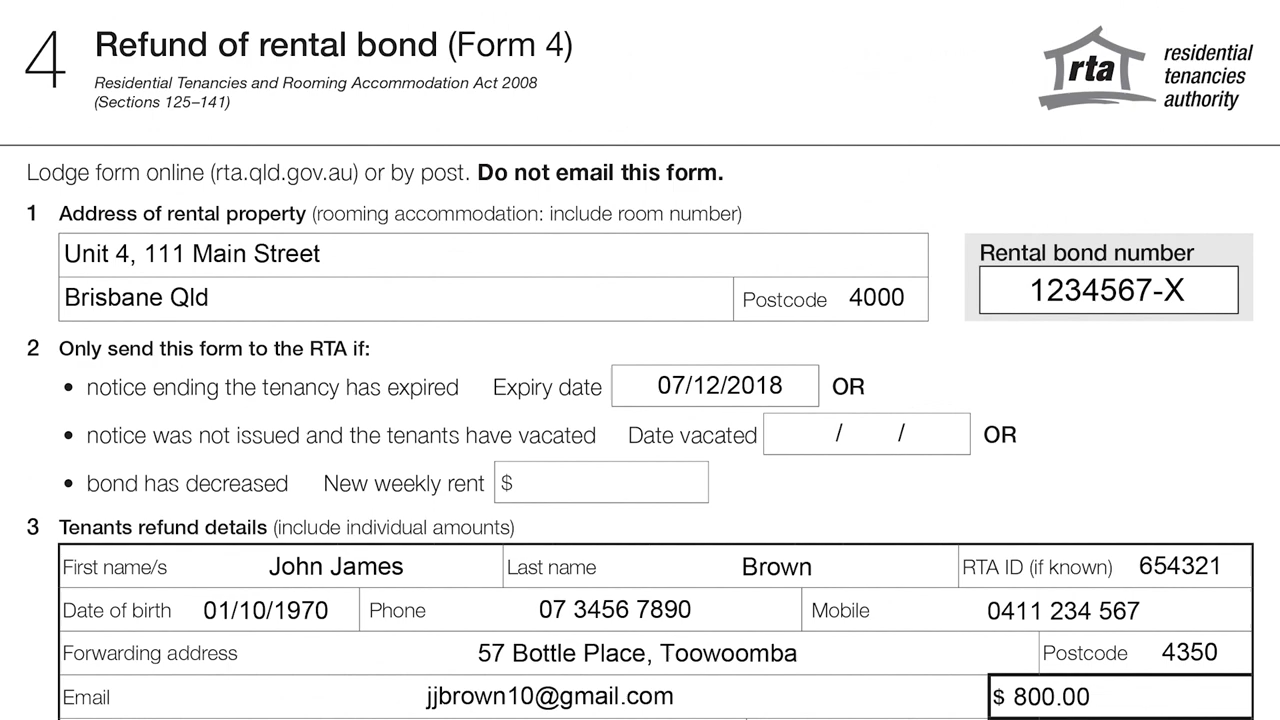 4
Refund of rental bond (Form 4)
Residential Tenancies and Rooming Accommodation Act 2008
(Sections 125–141)
rta
residential
tenancies
authority
Lodge form online (rta.qld.gov.au) or by post. Do not email this form.
1 Address of rental property (rooming accommodation: include room number)
Unit 4, 111 Main Street
Brisbane Qld Postcode 4000
Rental bond number
1234567-X
2 Only send this form to the RTA if:
• notice ending the tenancy has expired Expiry date 07/12/2018 OR
• notice was not issued and the tenants have vacated Date vacated / / OR
• bond has decreased New weekly rent $
3 Tenants refund details (include individual amounts)
First name/s John James Last name Brown RTA ID (if known) 654321
Date of birth 01/10/1970 Phone 07 3456 7890 Mobile 0411 234 567
Forwarding address 57 Bottle Place, Toowoomba Postcode 4350
Email jjbrown10@gmail.com $ 800.00